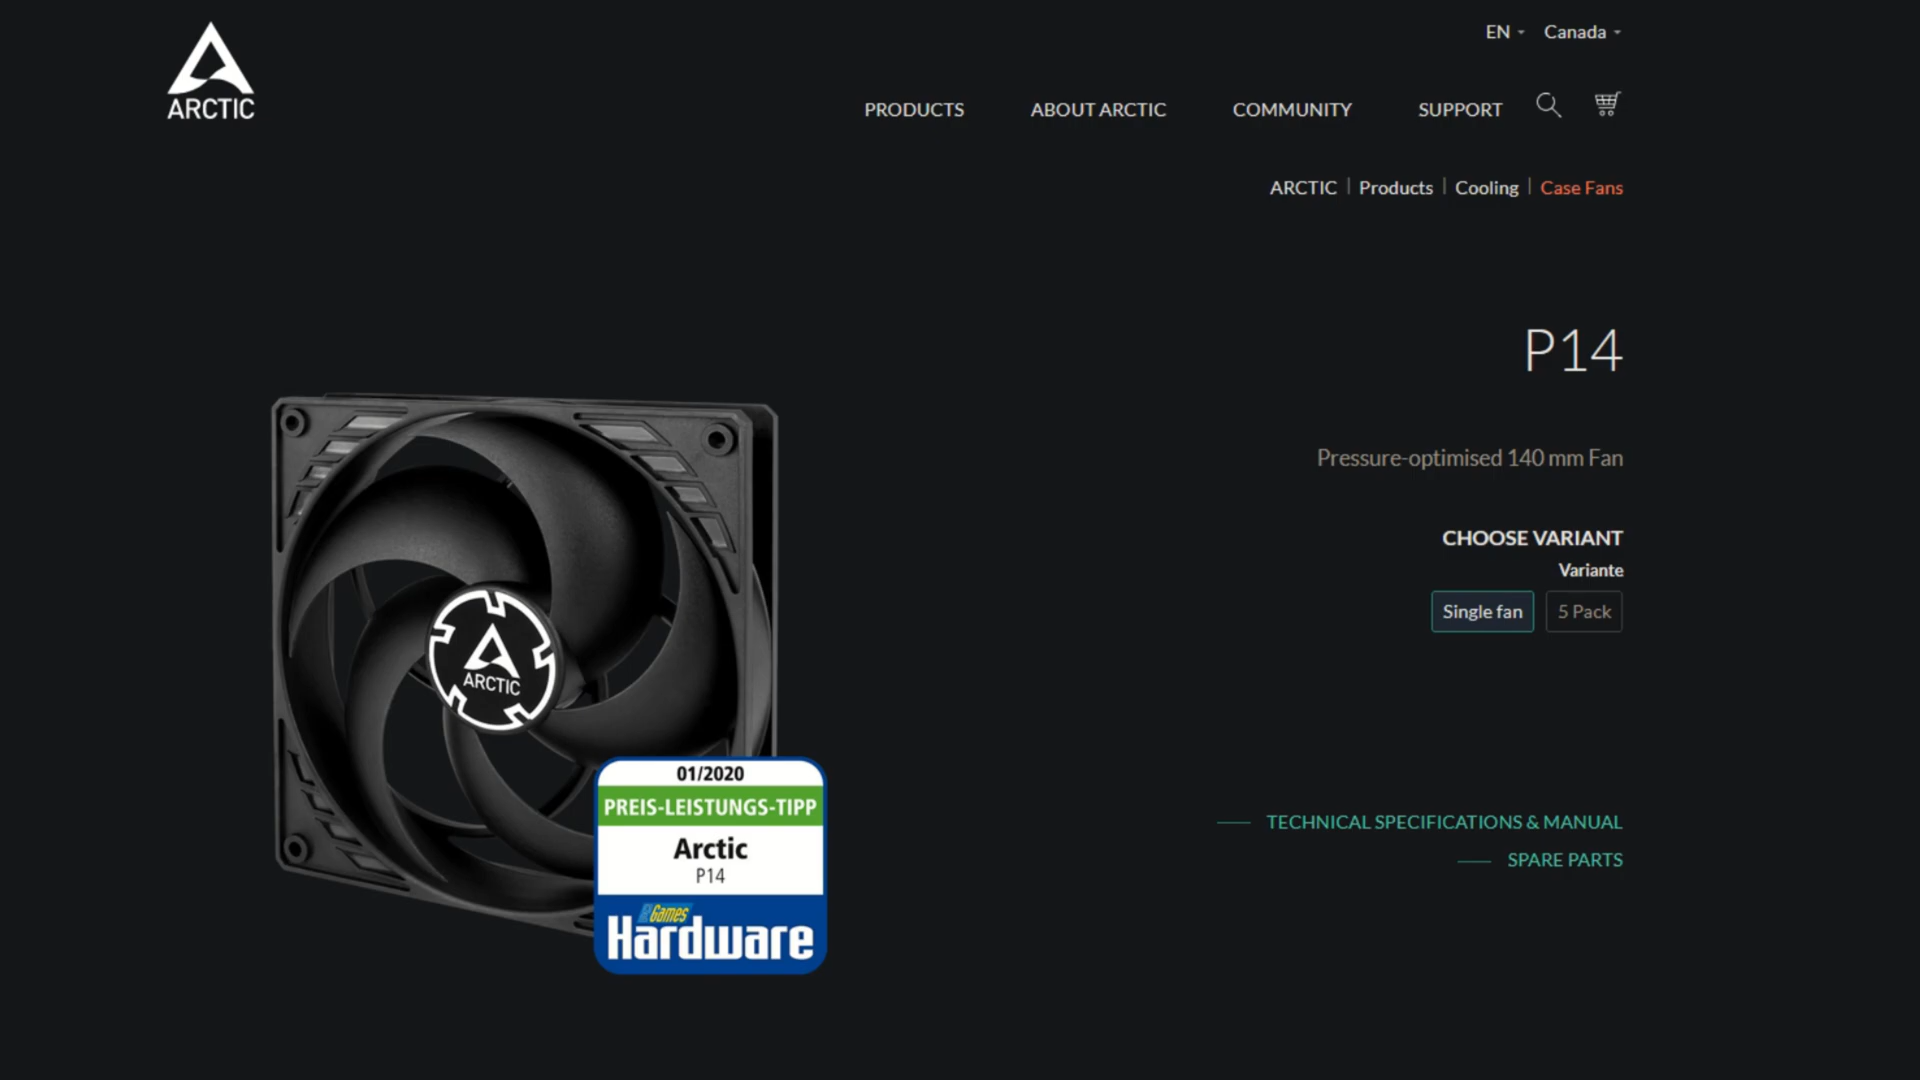 ARCTIC
EN
Canada
PRODUCTS
ABOUT ARCTIC
COMMUNITY
SUPPORT
ARCTIC | Products | Cooling | Case Fans
P14
Pressure-optimised 140 mm Fan
CHOOSE VARIANT
Variante
Single fan
5 Pack
TECHNICAL SPECIFICATIONS & MANUAL
SPARE PARTS
ARCTIC
01/2020
PREIS-LEISTUNGS-TIPP
Arctic
P14
PC Games
Hardware